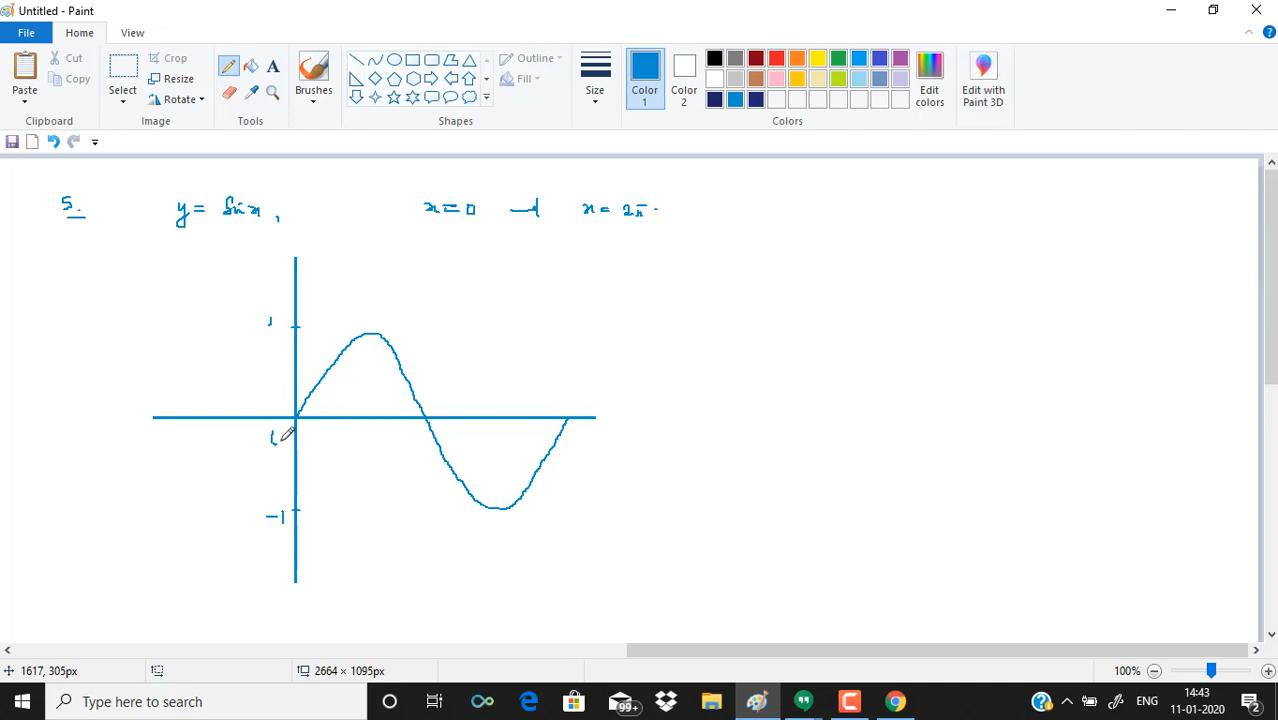 Untitled - Paint
File Home View
Cut
Copy
Paste
Clipboard
Crop
Resize
Rotate
Select
Image
Tools
Brushes
Outline
Fill
Shapes
Size
Color 1
Color 2
Edit colors
Edit with Paint 3D
Colors
5. y = sin x, x = 0 x = 2π.
1
-1
1617, 305px
2664 × 1095px
100%
Type here to search
99+
ENG
14:43
11-01-2020
2